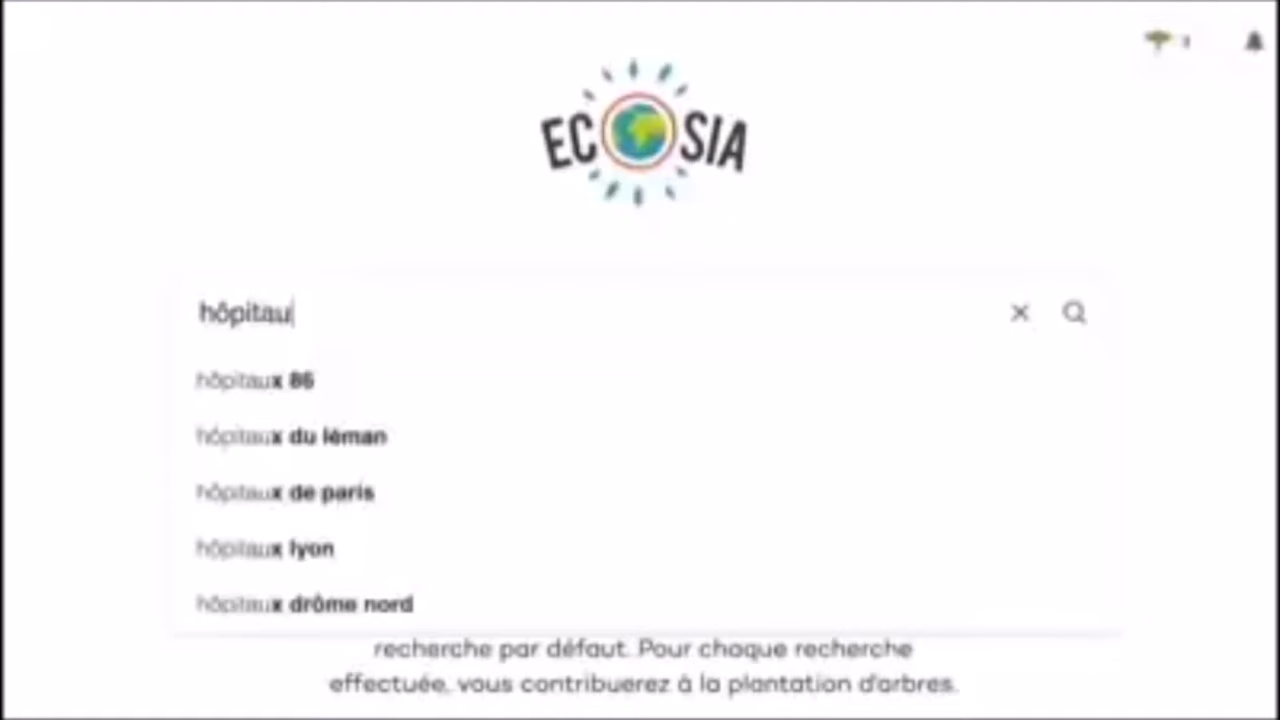 ECOSIA
hôpitau
hôpitaux 86
hôpitaux du léman
hôpitaux de paris
hôpitaux lyon
hôpitaux drôme nord
recherche par défaut. Pour chaque recherche
effectuée, vous contribuerez à la plantation d'arbres.